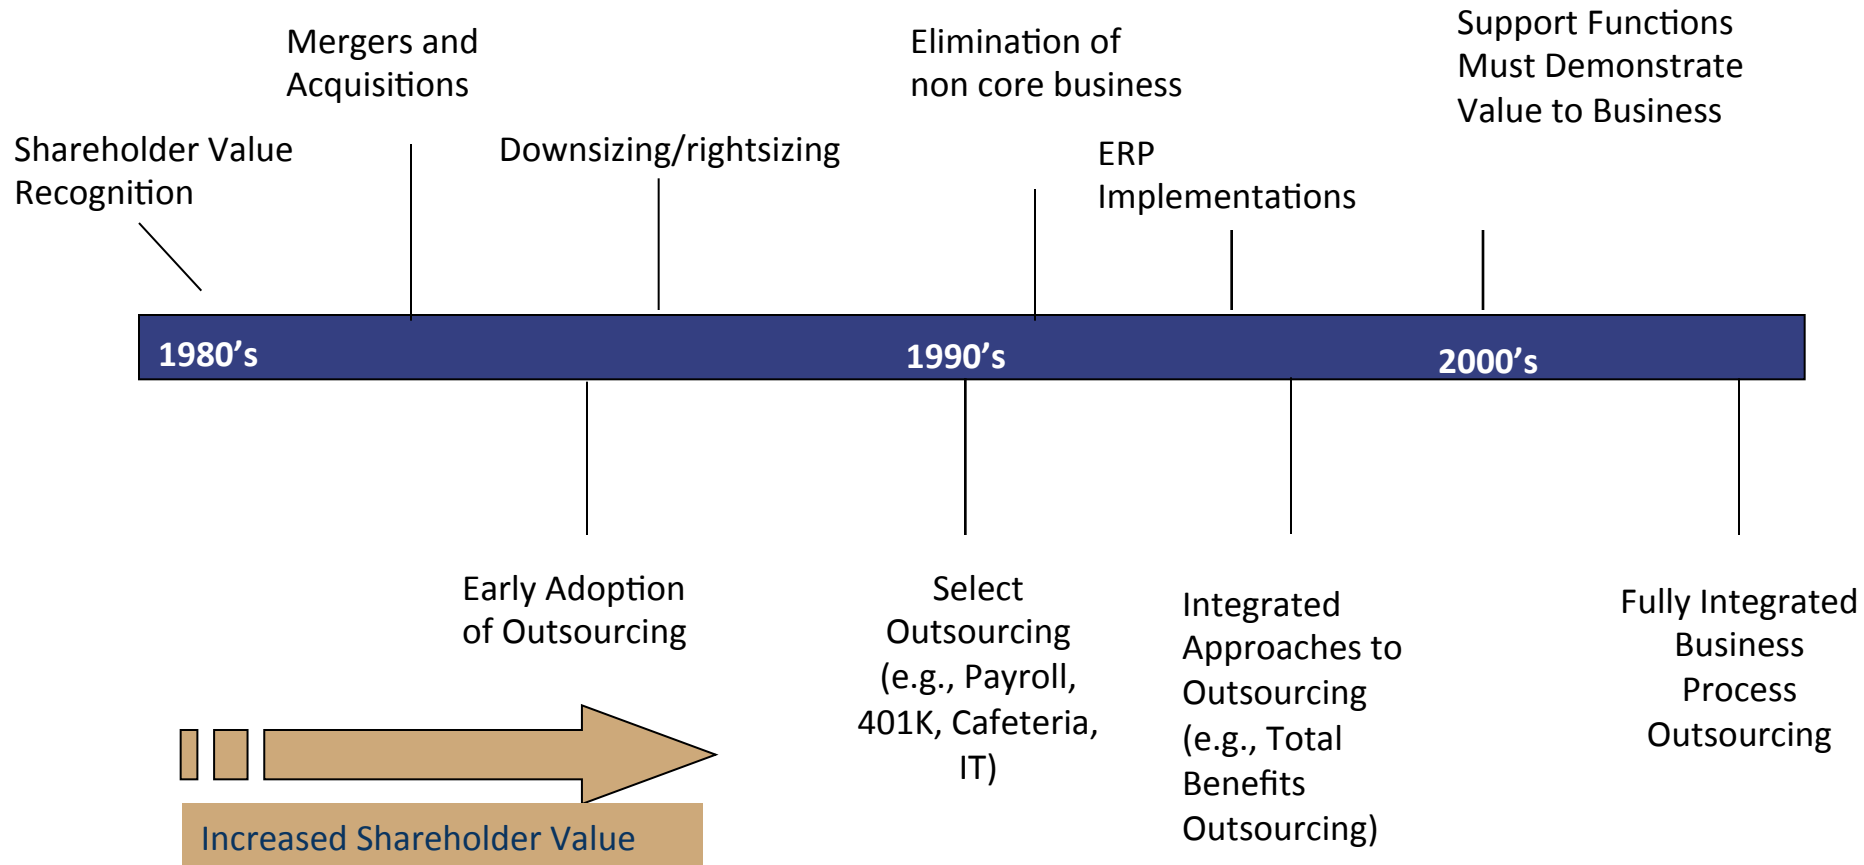 Mergers and
Acquisitions
Elimination of
non core business
Support Functions
Must Demonstrate
Value to Business
Shareholder Value
Recognition
Downsizing/rightsizing
ERP
Implementations
1980's
1990's
2000's
Early Adoption
of Outsourcing
Select
Outsourcing
(e.g., Payroll,
401K, Cafeteria,
IT)
Integrated
Approaches to
Outsourcing
(e.g., Total
Benefits
Outsourcing)
Fully Integrated
Business
Process
Outsourcing
Increased Shareholder Value